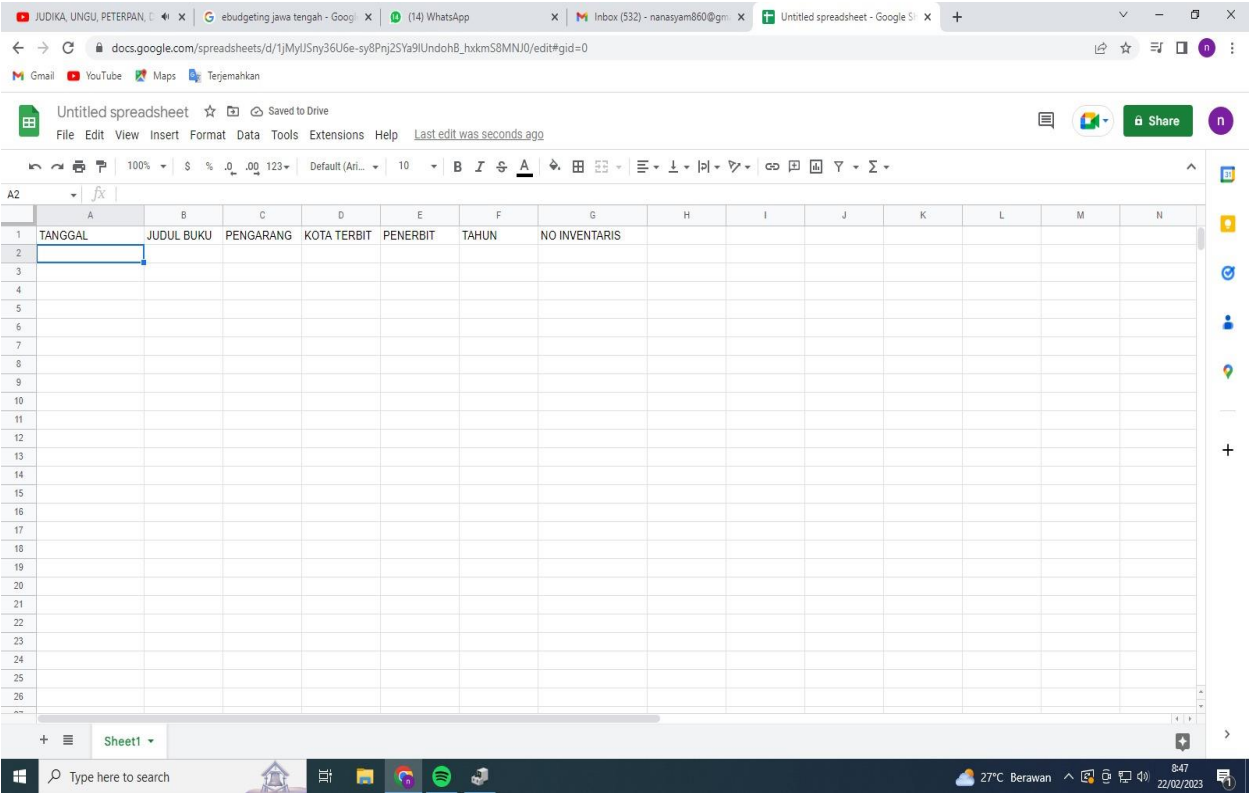 JUDIKA, UNGU, PETERPAN,
ebudgeting jawa tengah - Googl
(14) WhatsApp
Inbox (532) - nanasyam860@gm
Untitled spreadsheet - Google Sh
docs.google.com/spreadsheets/d/1jMyIJSny36U6e-sy8Pnj2SYa9IUndohB_hxkmS8MNJ0/edit#gid=0
Gmail YouTube Maps Terjemahkan
Untitled spreadsheet Saved to Drive
File Edit View Insert Format Data Tools Extensions Help Last edit was seconds ago
Share
n
100% $ % .0 .00 123 Default (Ari... 10 B I S A
A2 fx
A B C D E F G H I J K L M N
1 TANGGAL JUDUL BUKU PENGARANG KOTA TERBIT PENERBIT TAHUN NO INVENTARIS
2
3
4
5
6
7
8
9
10
11
12
13
14
15
16
17
18
19
20
21
22
23
24
25
26
Sheet1
Type here to search
27°C Berawan
8:47
22/02/2023